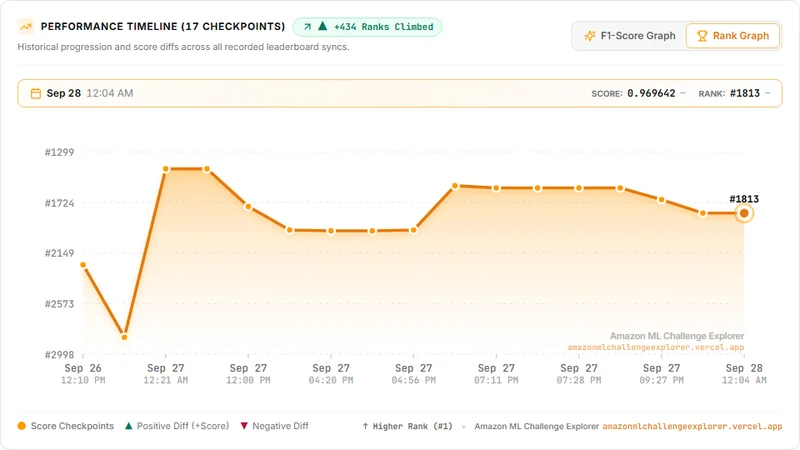 PERFORMANCE TIMELINE (17 CHECKPOINTS) ↗ ▲ +434 Ranks Climbed
Historical progression and score diffs across all recorded leaderboard syncs.
F1-Score Graph
Rank Graph
Sep 28 12:04 AM
SCORE: 0.969642 – RANK: #1813 –
#1299
#1724
#2149
#2573
#2998
#1813
Amazon ML Challenge Explorer
amazonmlchallengeexplorer.vercel.app
Sep 26 Sep 27 Sep 27 Sep 27 Sep 27 Sep 27 Sep 27 Sep 27 Sep 28
12:10 PM 12:21 AM 12:00 PM 04:20 PM 04:56 PM 07:11 PM 07:28 PM 09:27 PM 12:04 AM
Score Checkpoints ▲ Positive Diff (+Score) ▼ Negative Diff
↑ Higher Rank (#1) • Amazon ML Challenge Explorer amazonmlchallengeexplorer.vercel.app